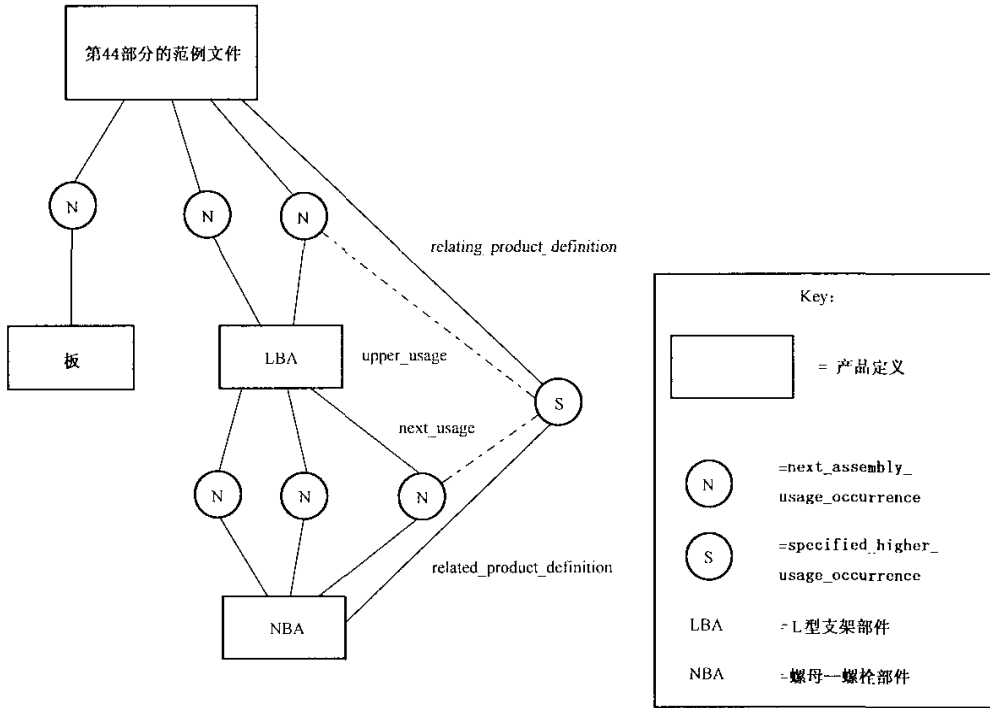 第44部分的范例文件
N
N
N
relating_product_definition
板
LBA
upper_usage
S
next_usage
N
N
N
related_product_definition
NBA
Key:
= 产品定义
N
=next_assembly_
usage_occurrence
S
=specified_higher_
usage_occurrence
LBA
=L型支架部件
NBA
=螺母一螺栓部件